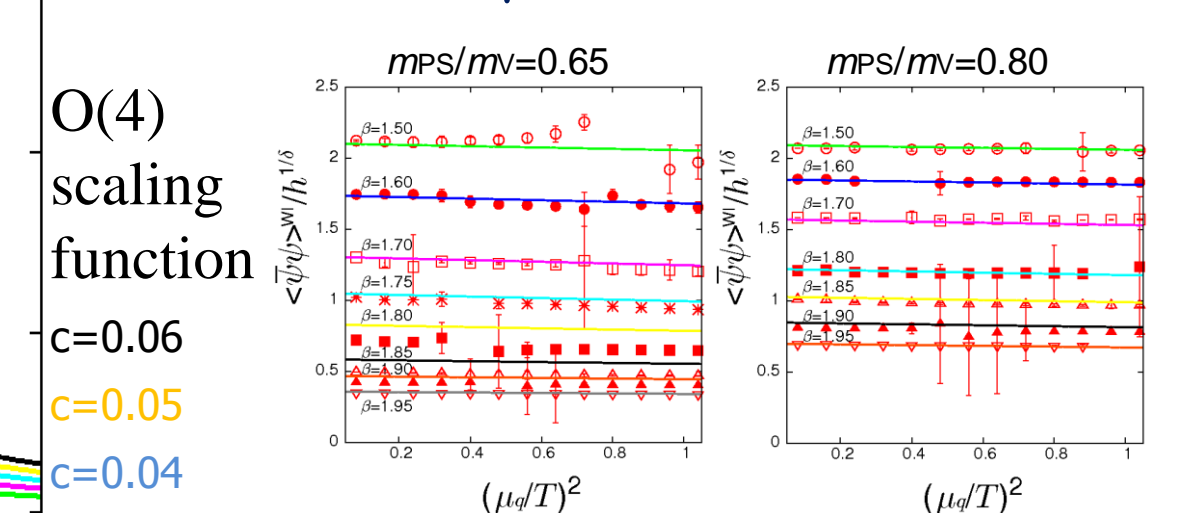 O(4)
scaling
function
c=0.06
c=0.05
c=0.04
mPS/mV=0.65
2.5
2
1.5
1
0.5
0
<ψ̅ψ>^WI/h^1/δ
β=1.50
β=1.60
β=1.70
β=1.75
β=1.80
β=1.85
β=1.90
β=1.95
0.2 0.4 0.6 0.8 1
(μq/T)²
mPS/mV=0.80
2.5
2
1.5
1
0.5
0
<ψ̅ψ>^WI/h^1/δ
β=1.50
β=1.60
β=1.70
β=1.80
β=1.85
β=1.90
β=1.95
0.2 0.4 0.6 0.8 1
(μq/T)²